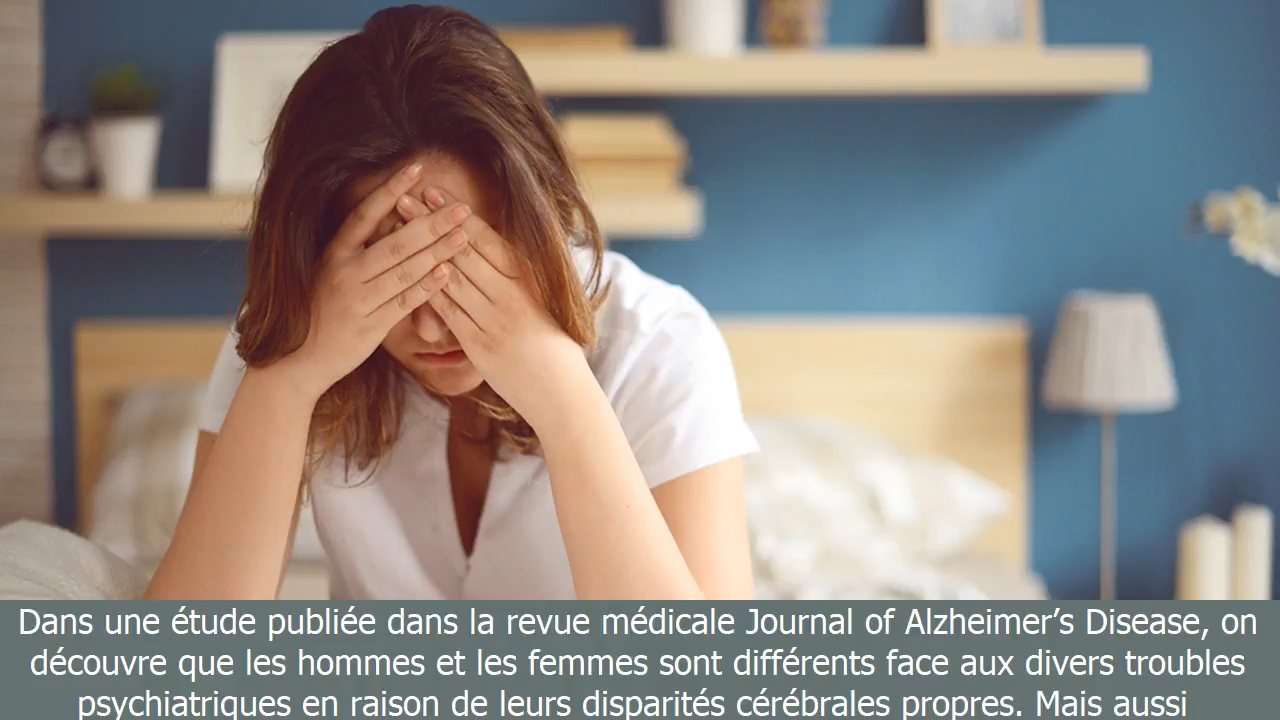 Dans une étude publiée dans la revue médicale Journal of Alzheimer’s Disease, on
découvre que les hommes et les femmes sont différents face aux divers troubles
psychiatriques en raison de leurs disparités cérébrales propres. Mais aussi